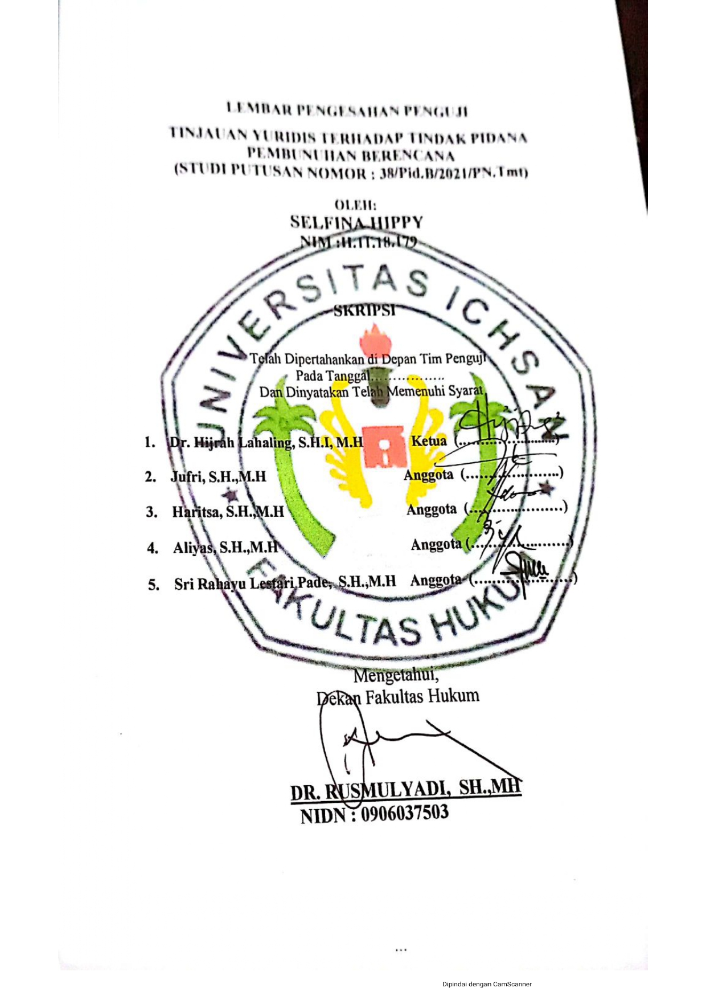 LEMBAR PENGESAHAN PENGUJI
TINJAUAN YURIDIS TERHADAP TINDAK PIDANA
PEMBUNUHAN BERENCANA
(STUDI PUTUSAN NOMOR : 38/Pid.B/2021/PN.Tmt)
OLEH:
SELFINA HIPPY
NIM :H.11.18.179
UNIVERSITAS ICHSAN
SKRIPSI
Telah Dipertahankan di Depan Tim Penguji
Pada Tanggal.................
Dan Dinyatakan Telah Memenuhi Syarat
1. Dr. Hijrah Lahaling, S.H.I, M.H Ketua (..........................)
2. Jufri, S.H.,M.H Anggota (..........................)
3. Haritsa, S.H.,M.H Anggota (..........................)
4. Aliyas, S.H.,M.H Anggota (..........................)
5. Sri Rahayu Lestari Pade, S.H.,M.H Anggota (..........................)
FAKULTAS HUKUM
Mengetahui,
Dekan Fakultas Hukum
DR. RUSMULYADI, SH.,MH
NIDN : 0906037503
...
Dipindai dengan CamScanner